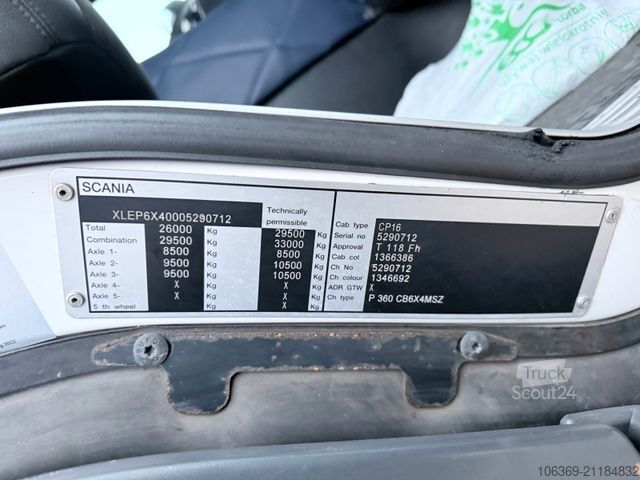 SCANIA
XLEP6X40005290712
Technically
permissible
Total 26000 Kg 29500 Kg
Combination 29500 Kg 33000 Kg
Axle 1- 8500 Kg 8500 Kg
Axle 2- 9500 Kg 10500 Kg
Axle 3- 9500 Kg 10500 Kg
Axle 4- X Kg X Kg
Axle 5- X Kg X Kg
5 th wheel X Kg X Kg
Cab type CP16
Serial no 5290712
Approval T 118 Fh
Cab col 1366386
Ch No 5290712
Ch colour 1346692
ADR GTW X
Ch type P 360 CB6X4MSZ
używaj wielokrotnie
Truck
Scout24
106369-21184832